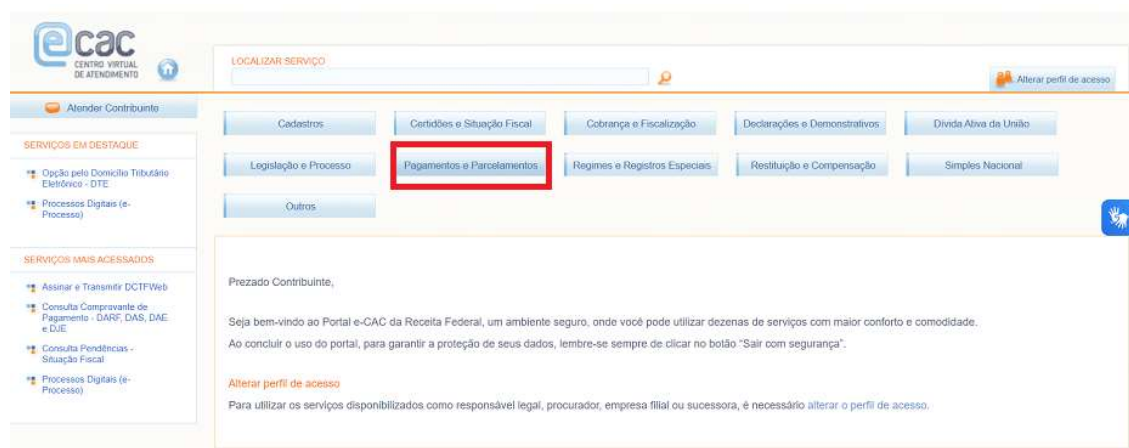 ecac
CENTRO VIRTUAL
DE ATENDIMENTO
LOCALIZAR SERVIÇO
Alterar perfil de acesso
Atender Contribuinte
SERVIÇOS EM DESTAQUE
Opção pelo Domicílio Tributário
Eletrônico - DTE
Processos Digitais (e-
Processo)
SERVIÇOS MAIS ACESSADOS
Assinar e Transmitir DCTFWeb
Consulta Comprovante de
Pagamento - DARF, DAS, DAE
e DJE
Consulta Pendências -
Situação Fiscal
Processos Digitais (e-
Processo)
Cadastros
Certidões e Situação Fiscal
Cobrança e Fiscalização
Declarações e Demonstrativos
Dívida Ativa da União
Legislação e Processo
Pagamentos e Parcelamentos
Regimes e Registros Especiais
Restituição e Compensação
Simples Nacional
Outros
Prezado Contribuinte,
Seja bem-vindo ao Portal e-CAC da Receita Federal, um ambiente seguro, onde você pode utilizar dezenas de serviços com maior conforto e comodidade.
Ao concluir o uso do portal, para garantir a proteção de seus dados, lembre-se sempre de clicar no botão “Sair com segurança”.
Alterar perfil de acesso
Para utilizar os serviços disponibilizados como responsável legal, procurador, empresa filial ou sucessora, é necessário alterar o perfil de acesso.